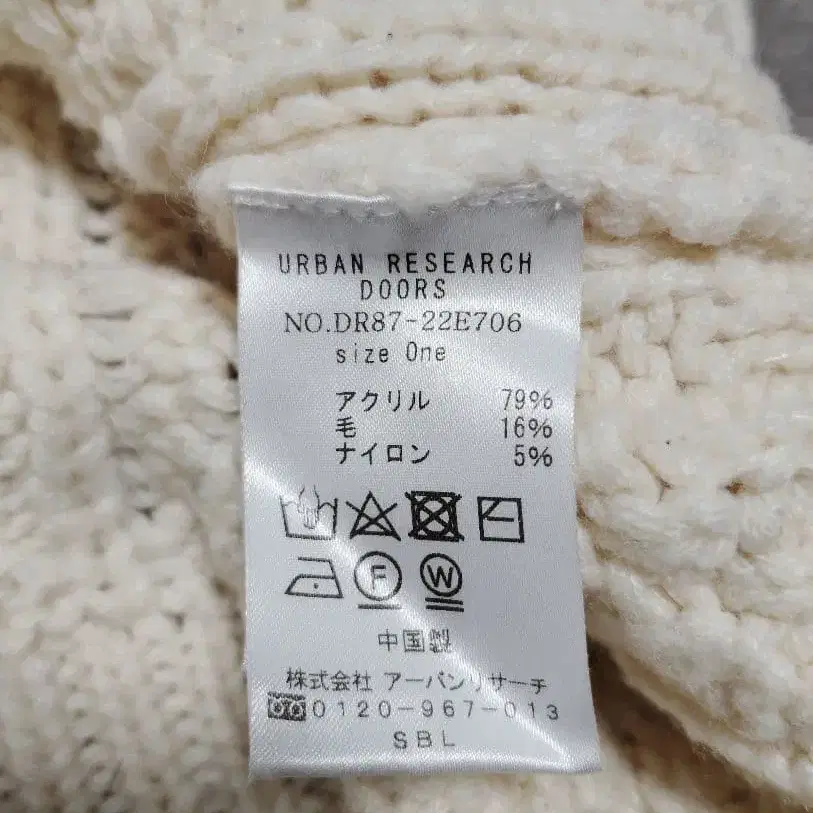 URBAN RESEARCH
DOORS
NO.DR87-22E706
size One
アクリル 79%
毛 16%
ナイロン 5%
F W
中国製
株式会社 アーバンリサーチ
0120-967-013
SBL